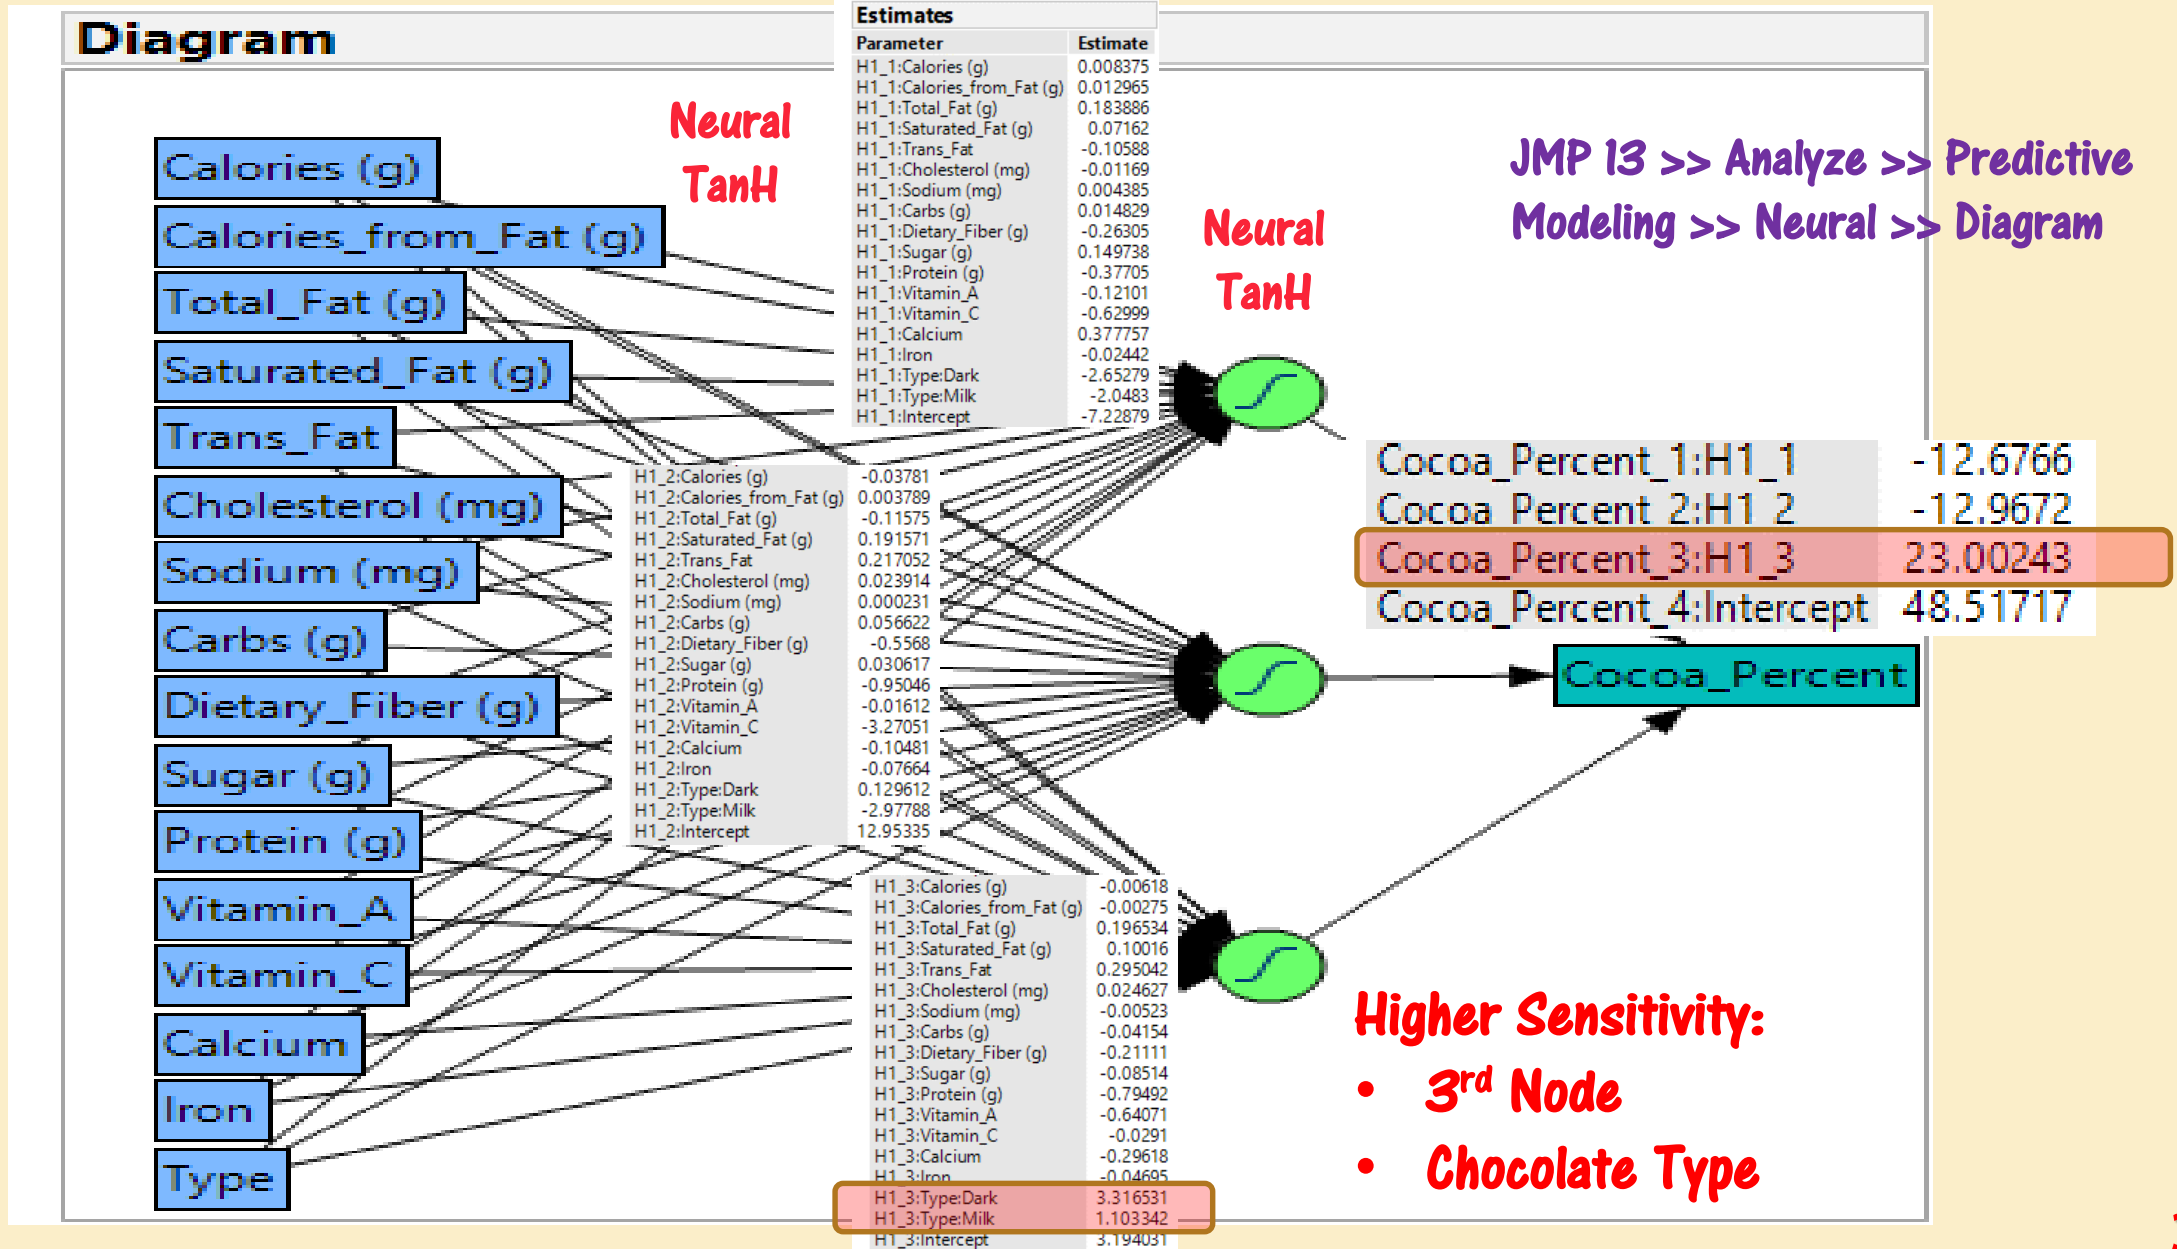 Diagram
Neural
TanH
Estimates
Parameter Estimate
H1_1:Calories (g) 0.008375
H1_1:Calories_from_Fat (g) 0.012965
H1_1:Total_Fat (g) 0.183886
H1_1:Saturated_Fat (g) 0.07162
H1_1:Trans_Fat -0.10588
H1_1:Cholesterol (mg) -0.01169
H1_1:Sodium (mg) 0.004385
H1_1:Carbs (g) 0.014829
H1_1:Dietary_Fiber (g) -0.26305
H1_1:Sugar (g) 0.149738
H1_1:Protein (g) -0.37705
H1_1:Vitamin_A -0.12101
H1_1:Vitamin_C -0.62999
H1_1:Calcium 0.377757
H1_1:Iron -0.02442
H1_1:Type:Dark -2.65279
H1_1:Type:Milk -2.0483
H1_1:Intercept -7.22879
Neural
TanH
JMP 13 >> Analyze >> Predictive
Modeling >> Neural >> Diagram
Calories (g)
Calories_from_Fat (g)
Total_Fat (g)
Saturated_Fat (g)
Trans_Fat
Cholesterol (mg)
Sodium (mg)
Carbs (g)
Dietary_Fiber (g)
Sugar (g)
Protein (g)
Vitamin_A
Vitamin_C
Calcium
Iron
Type
H1_2:Calories (g) -0.03781
H1_2:Calories_from_Fat (g) 0.003789
H1_2:Total_Fat (g) -0.11575
H1_2:Saturated_Fat (g) 0.191571
H1_2:Trans_Fat 0.217052
H1_2:Cholesterol (mg) 0.023914
H1_2:Sodium (mg) 0.000231
H1_2:Carbs (g) 0.056622
H1_2:Dietary_Fiber (g) -0.5568
H1_2:Sugar (g) 0.030617
H1_2:Protein (g) -0.95046
H1_2:Vitamin_A -0.01612
H1_2:Vitamin_C -3.27051
H1_2:Calcium -0.10481
H1_2:Iron -0.07664
H1_2:Type:Dark 0.129612
H1_2:Type:Milk -2.97788
H1_2:Intercept 12.95335
Cocoa_Percent_1:H1_1 -12.6766
Cocoa_Percent_2:H1_2 -12.9672
Cocoa_Percent_3:H1_3 23.00243
Cocoa_Percent_4:Intercept 48.51717
Cocoa_Percent
H1_3:Calories (g) -0.00618
H1_3:Calories_from_Fat (g) -0.00275
H1_3:Total_Fat (g) 0.196534
H1_3:Saturated_Fat (g) 0.10016
H1_3:Trans_Fat 0.295042
H1_3:Cholesterol (mg) 0.024627
H1_3:Sodium (mg) -0.00523
H1_3:Carbs (g) -0.04154
H1_3:Dietary_Fiber (g) -0.21111
H1_3:Sugar (g) -0.08514
H1_3:Protein (g) -0.79492
H1_3:Vitamin_A -0.64071
H1_3:Vitamin_C -0.0291
H1_3:Calcium -0.29618
H1_3:Iron -0.04695
H1_3:Type:Dark 3.316531
H1_3:Type:Milk 1.103342
H1_3:Intercept 3.194031
Higher Sensitivity:
• 3rd Node
• Chocolate Type